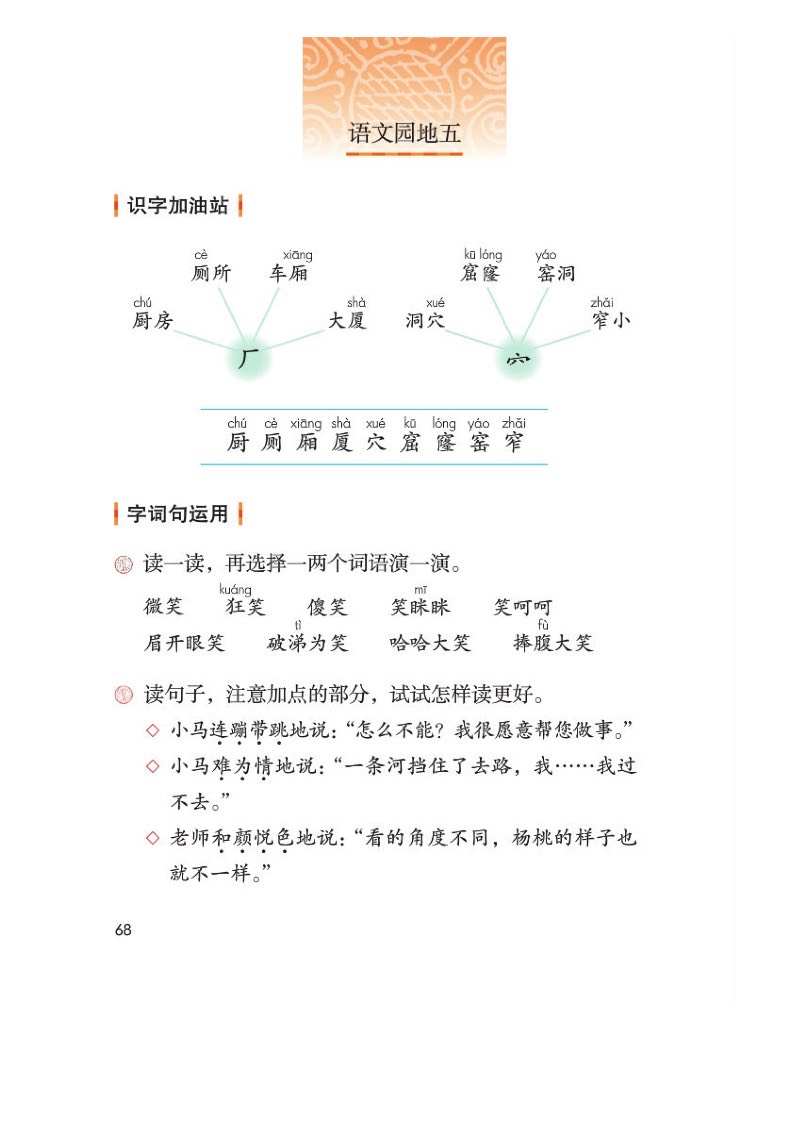 语文园地五
识字加油站
cè xiāng kū lóng yáo
厕所 车厢 窟窿 窑洞
chú shà xué zhǎi
厨房 大厦 洞穴 窄小
厂 穴
chú cè xiāng shà xué kū lóng yáo zhǎi
厨 厕 厢 厦 穴 窟 窿 窑 窄
字词句运用
读一读，再选择一两个词语演一演。
kuáng mī
微笑 狂笑 傻笑 笑眯眯 笑呵呵
tì fù
眉开眼笑 破涕为笑 哈哈大笑 捧腹大笑
读句子，注意加点的部分，试试怎样读更好。
◇ 小马连蹦带跳地说：“怎么不能？我很愿意帮您做事。”
◇ 小马难为情地说：“一条河挡住了去路，我……我过
不去。”
◇ 老师和颜悦色地说：“看的角度不同，杨桃的样子也
就不一样。”
68